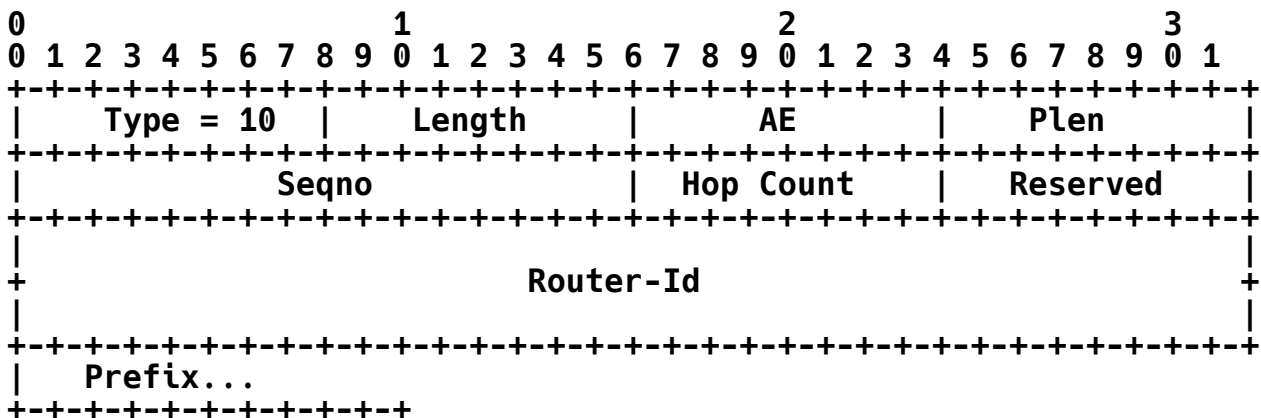 0                   1                   2                   3
0 1 2 3 4 5 6 7 8 9 0 1 2 3 4 5 6 7 8 9 0 1 2 3 4 5 6 7 8 9 0 1
+-+-+-+-+-+-+-+-+-+-+-+-+-+-+-+-+-+-+-+-+-+-+-+-+-+-+-+-+-+-+-+-+
|    Type = 10  |    Length     |      AE       |    Plen       |
+-+-+-+-+-+-+-+-+-+-+-+-+-+-+-+-+-+-+-+-+-+-+-+-+-+-+-+-+-+-+-+-+
|             Seqno             |  Hop Count    |   Reserved    |
+-+-+-+-+-+-+-+-+-+-+-+-+-+-+-+-+-+-+-+-+-+-+-+-+-+-+-+-+-+-+-+-+
|                                                               |
+                          Router-Id                            +
|                                                               |
+-+-+-+-+-+-+-+-+-+-+-+-+-+-+-+-+-+-+-+-+-+-+-+-+-+-+-+-+-+-+-+-+
|   Prefix...
+-+-+-+-+-+-+-+-+-+-+